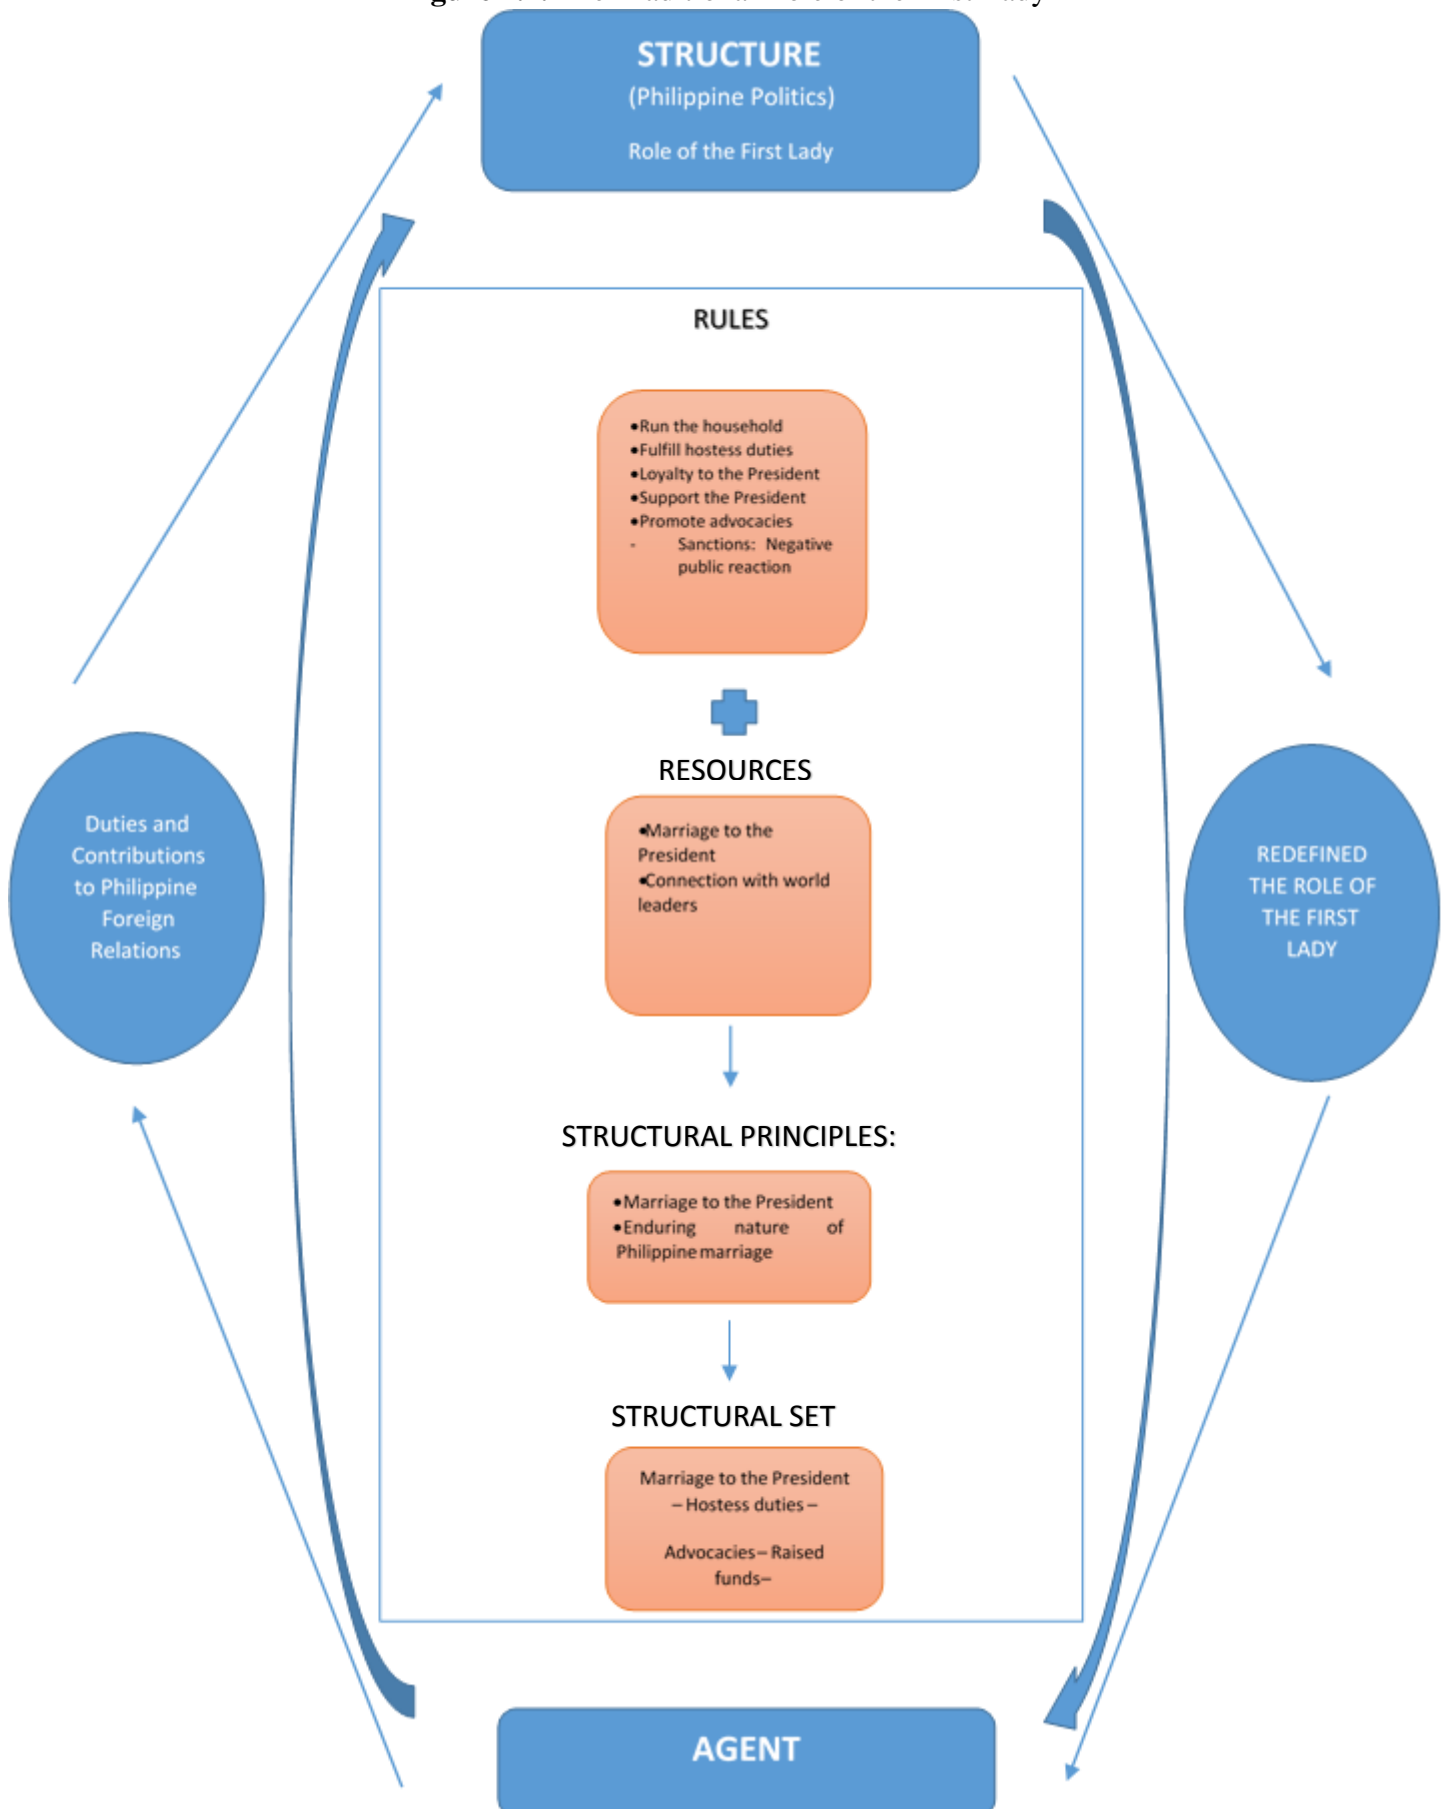 STRUCTURE
(Philippine Politics)
Role of the First Lady
RULES
•Run the household
•Fulfill hostess duties
•Loyalty to the President
•Support the President
•Promote advocacies
- Sanctions: Negative
public reaction
RESOURCES
•Marriage to the
President
•Connection with world
leaders
Duties and
Contributions
to Philippine
Foreign
Relations
REDEFINED
THE ROLE OF
THE FIRST
LADY
STRUCTURAL PRINCIPLES:
•Marriage to the President
•Enduring nature of
Philippine marriage
STRUCTURAL SET
Marriage to the President
– Hostess duties –
Advocacies– Raised
funds–
AGENT